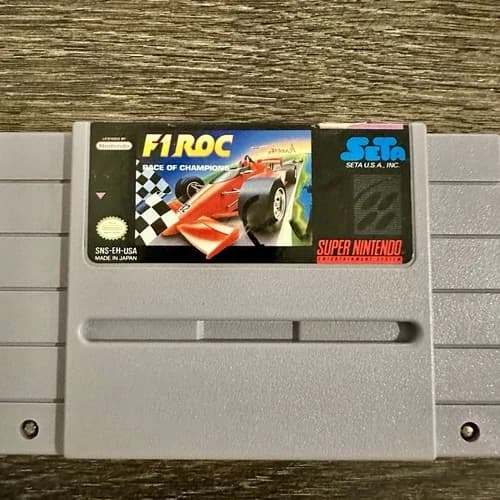 LICENSED BY
Nintendo
F1 ROC
RACE OF CHAMPIONS
SETA
SETA U.S.A., INC.
SNS-EH-USA
MADE IN JAPAN
SUPER NINTENDO
ENTERTAINMENT SYSTEM